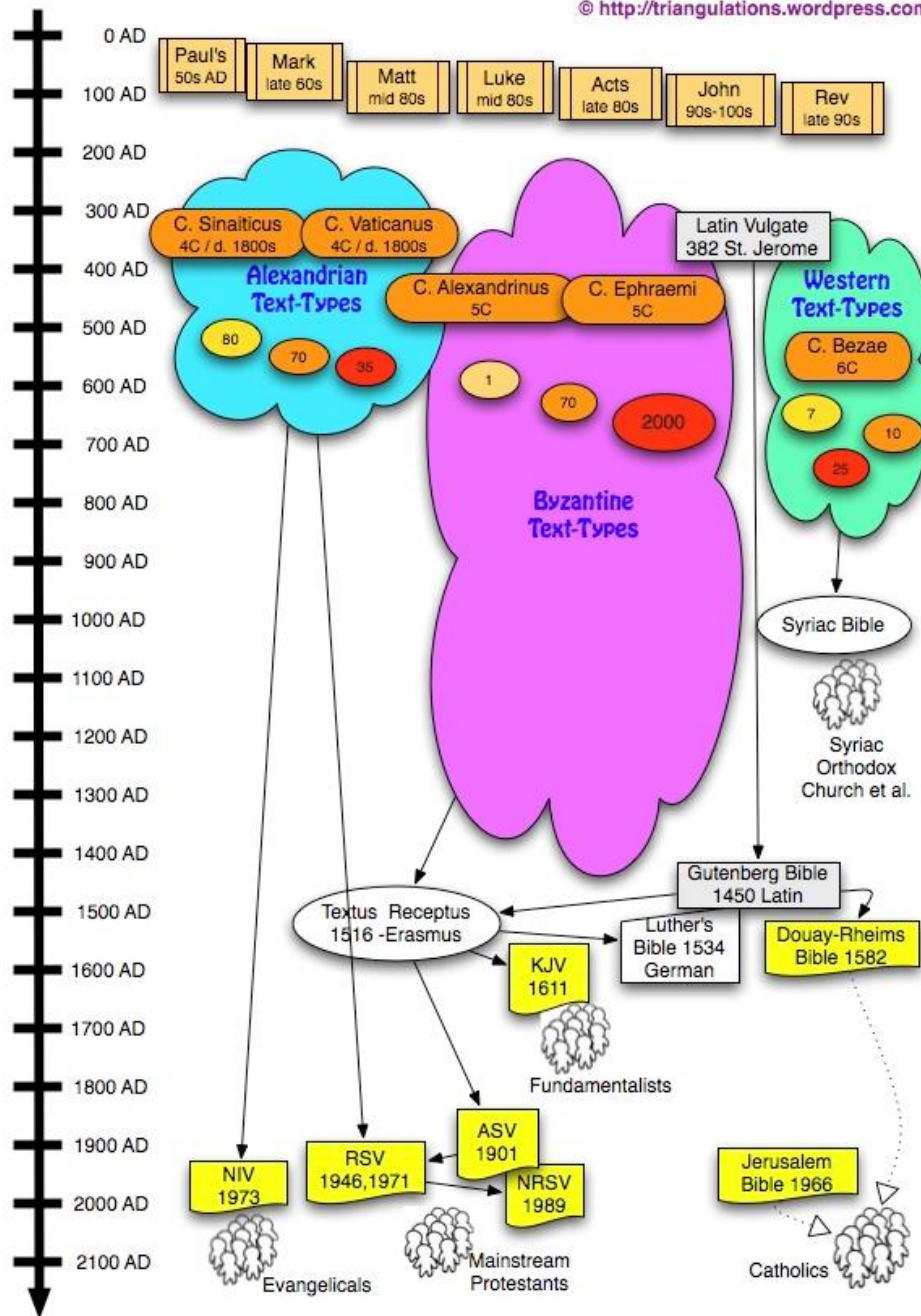 © http://triangulations.wordpress.com
0 AD
100 AD
200 AD
300 AD
400 AD
500 AD
600 AD
700 AD
800 AD
900 AD
1000 AD
1100 AD
1200 AD
1300 AD
1400 AD
1500 AD
1600 AD
1700 AD
1800 AD
1900 AD
2000 AD
2100 AD
Paul's
50s AD
Mark
late 60s
Matt
mid 80s
Luke
mid 80s
Acts
late 80s
John
90s-100s
Rev
late 90s
C. Sinaiticus
4C / d. 1800s
C. Vaticanus
4C / d. 1800s
Alexandrian
Text-Types
80
70
35
C. Alexandrinus
5C
C. Ephraemi
5C
1
70
2000
Byzantine
Text-Types
Latin Vulgate
382 St. Jerome
Western
Text-Types
C. Bezae
6C
7
10
25
Syriac Bible
Syriac
Orthodox
Church et al.
Gutenberg Bible
1450 Latin
Textus Receptus
1516 -Erasmus
Luther's
Bible 1534
German
Douay-Rheims
Bible 1582
KJV
1611
Fundamentalists
ASV
1901
RSV
1946,1971
NRSV
1989
NIV
1973
Jerusalem
Bible 1966
Evangelicals
Mainstream
Protestants
Catholics